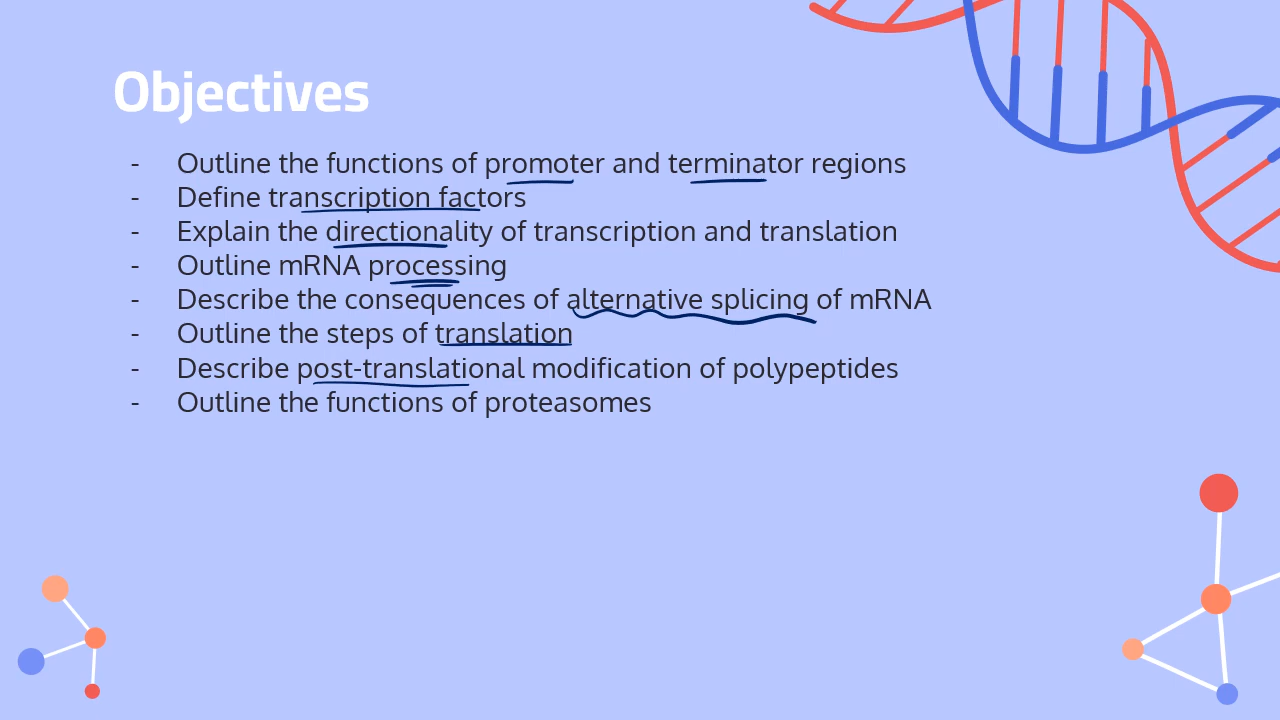 Objectives
- Outline the functions of promoter and terminator regions
- Define transcription factors
- Explain the directionality of transcription and translation
- Outline mRNA processing
- Describe the consequences of alternative splicing of mRNA
- Outline the steps of translation
- Describe post-translational modification of polypeptides
- Outline the functions of proteasomes